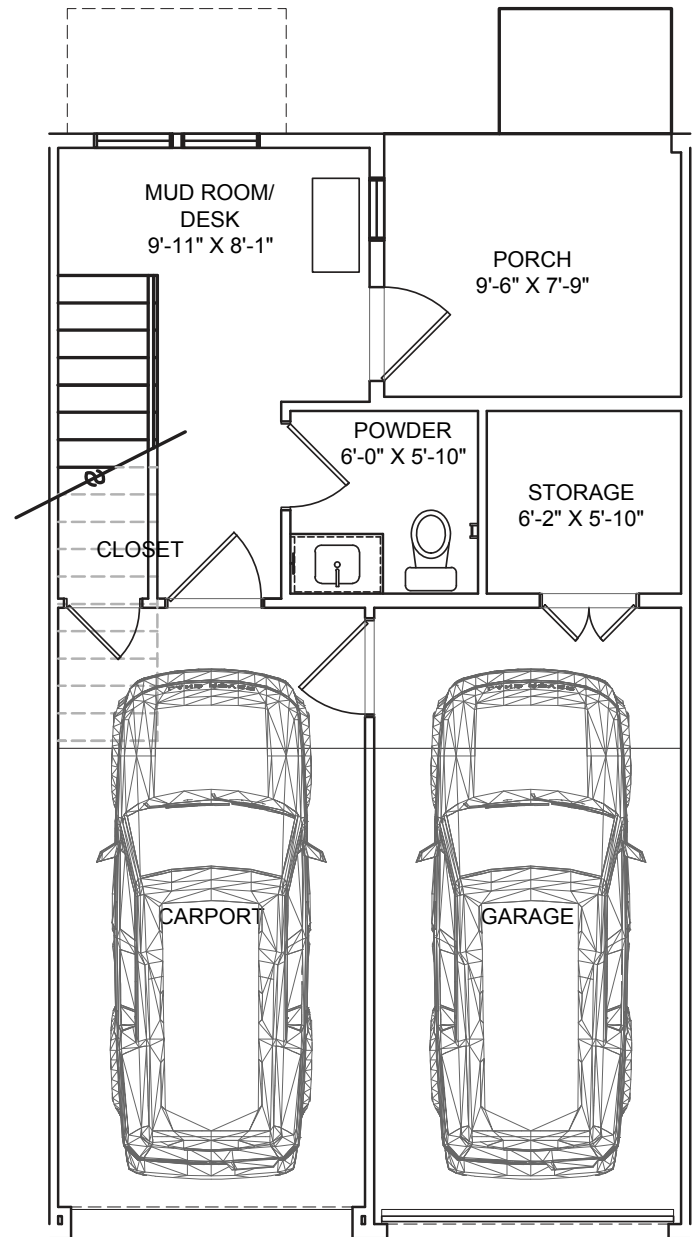 MUD ROOM/
DESK
9'-11" X 8'-1"
PORCH
9'-6" X 7'-9"
POWDER
6'-0" X 5'-10"
STORAGE
6'-2" X 5'-10"
CLOSET
CARPORT
GARAGE